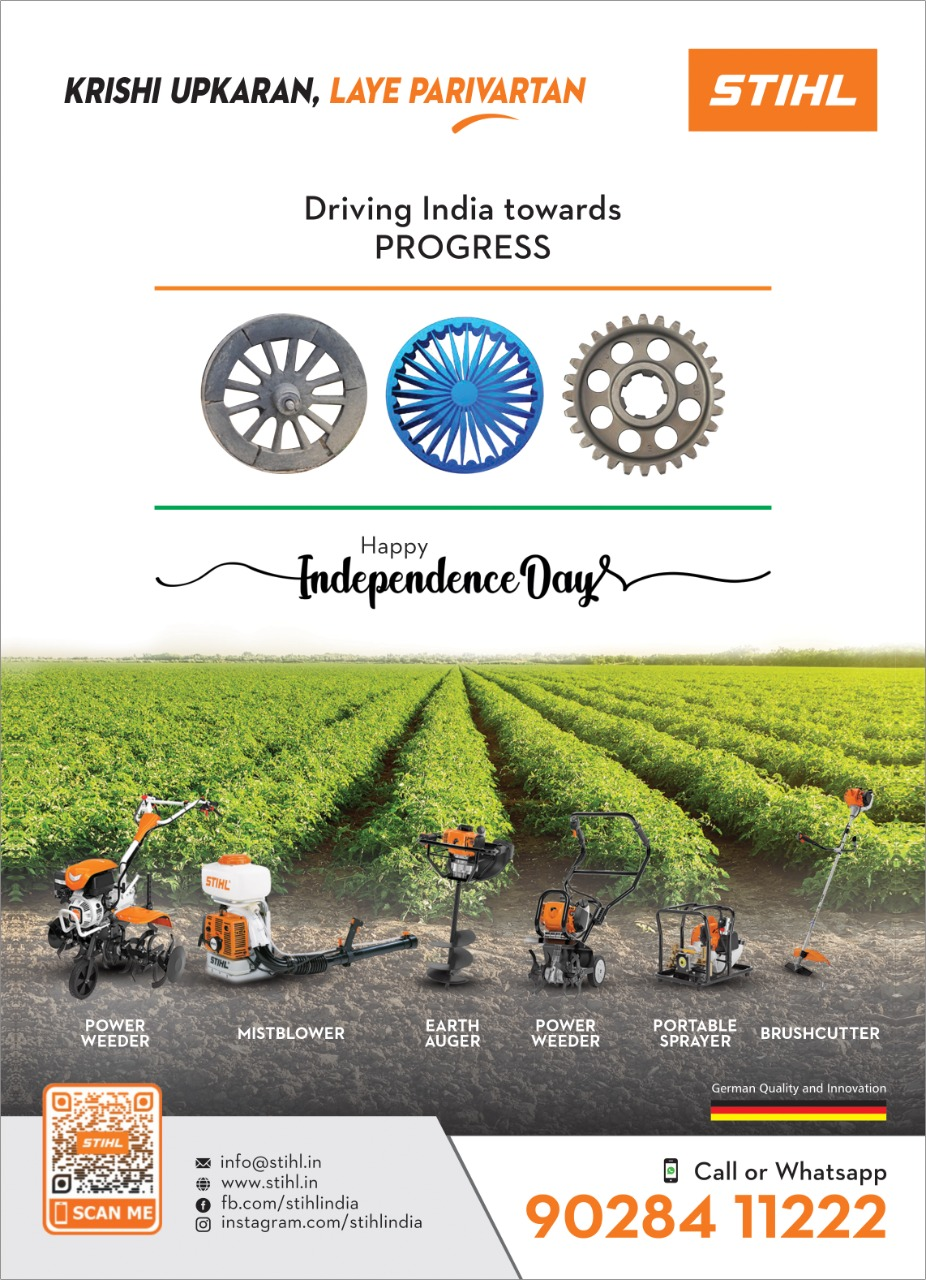 KRISHI UPKARAN, LAYE PARIVARTAN
STIHL
Driving India towards
PROGRESS
Happy
Independence Day
STIHL
STIHL
POWER
WEEDER
MISTBLOWER
EARTH
AUGER
POWER
WEEDER
PORTABLE
SPRAYER
BRUSHCUTTER
German Quality and Innovation
STIHL
SCAN ME
info@stihl.in
www.stihl.in
fb.com/stihlindia
instagram.com/stihlindia
Call or Whatsapp
90284 11222